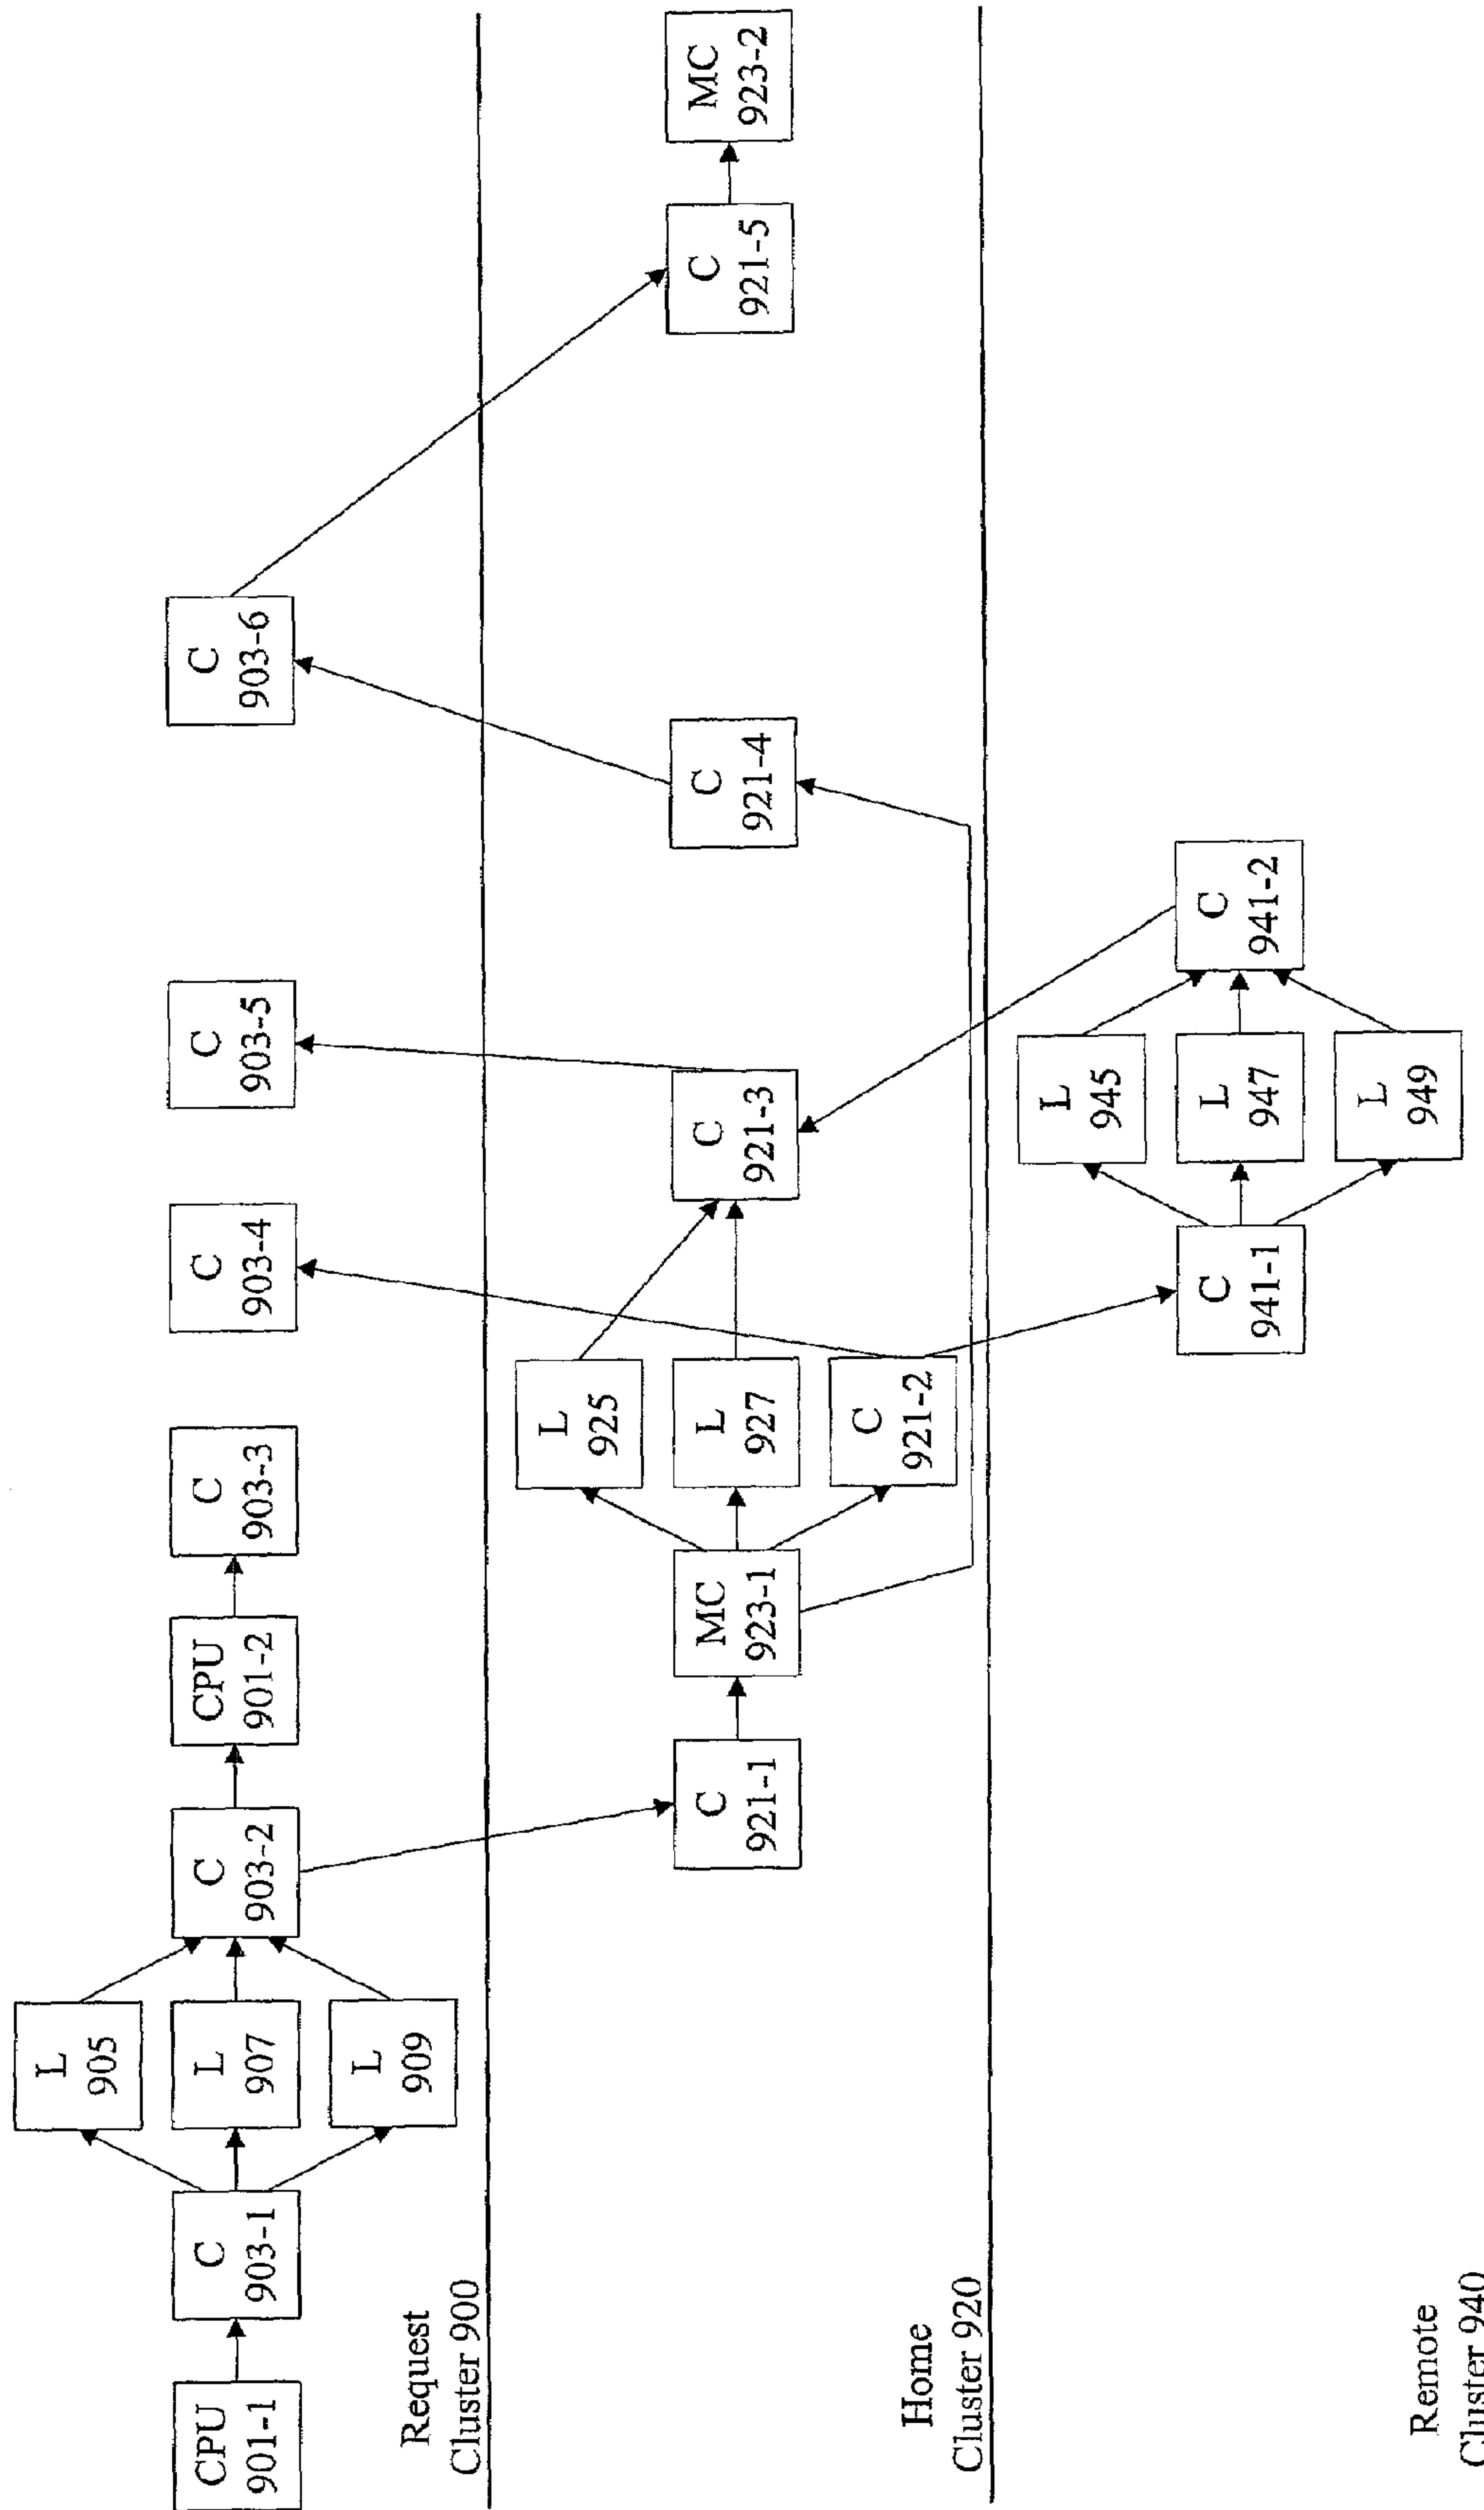 CPU
901-1
C
903-1
L
905
L
907
L
909
C
903-2
CPU
901-2
C
903-3
C
903-4
C
903-5
C
903-6
Request
Cluster 900
C
921-1
MC
923-1
L
925
L
927
C
921-2
C
921-3
C
921-4
C
921-5
MC
923-2
Home
Cluster 920
C
941-1
L
945
L
947
L
949
C
941-2
Remote
Cluster 940